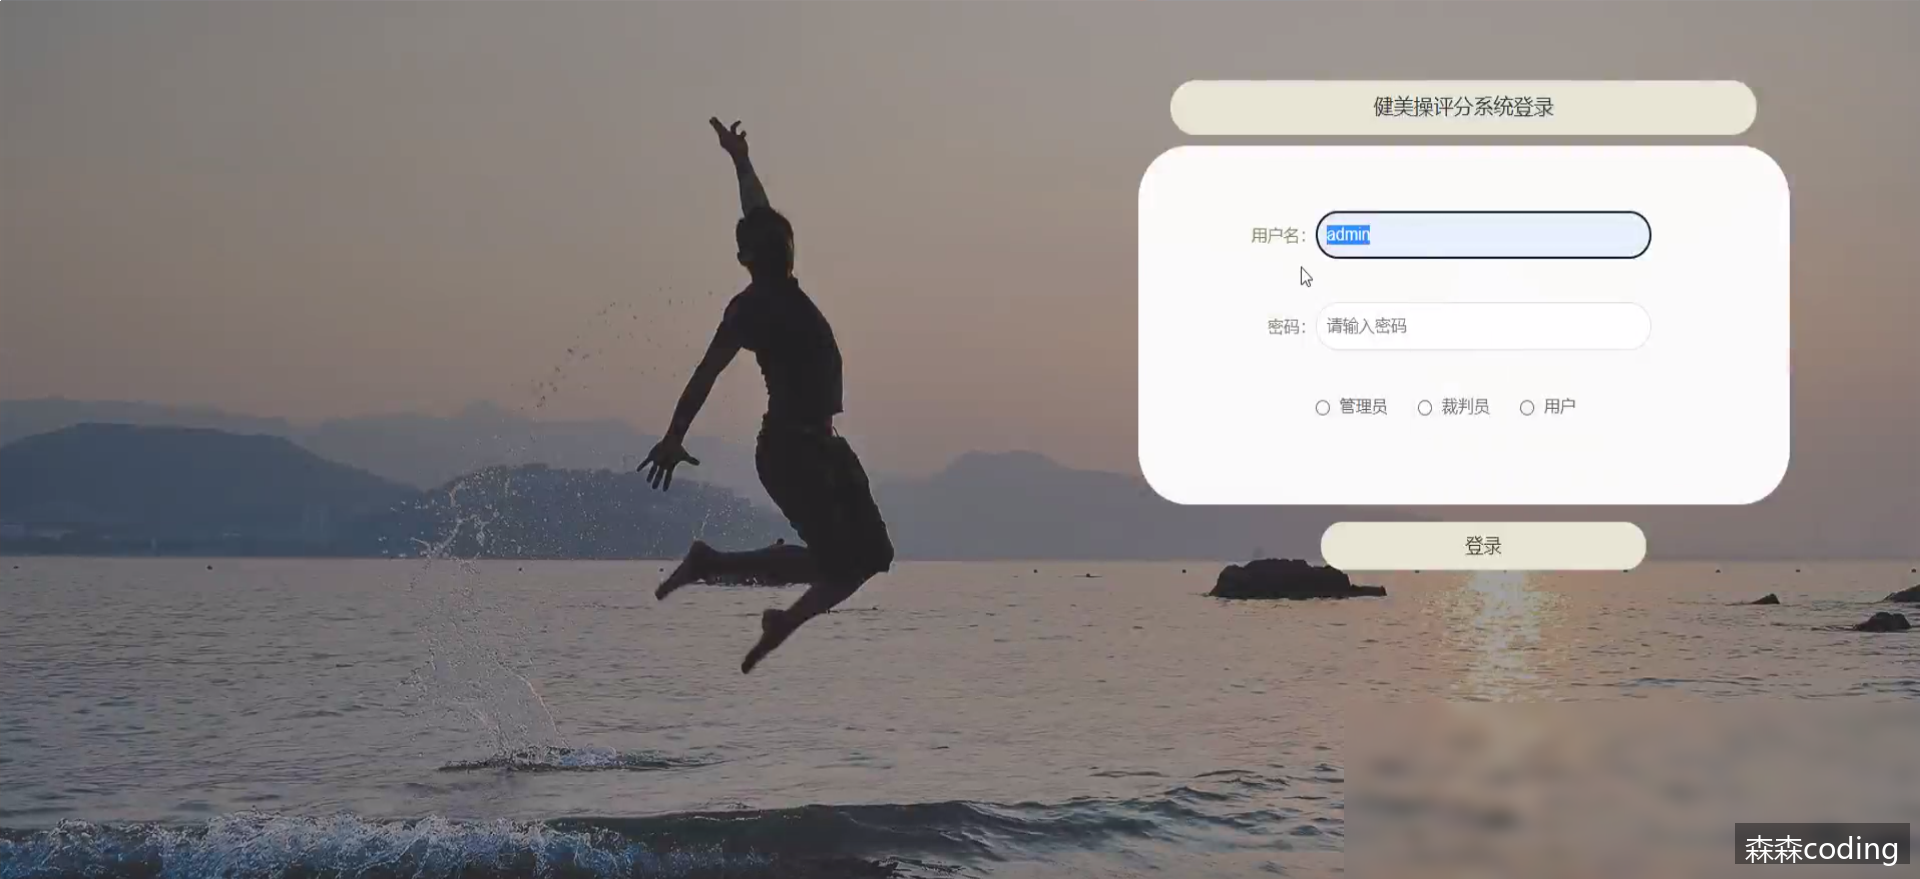 健美操评分系统登录
用户名：
admin
密码：
请输入密码
管理员 裁判员 用户
登录
森森coding